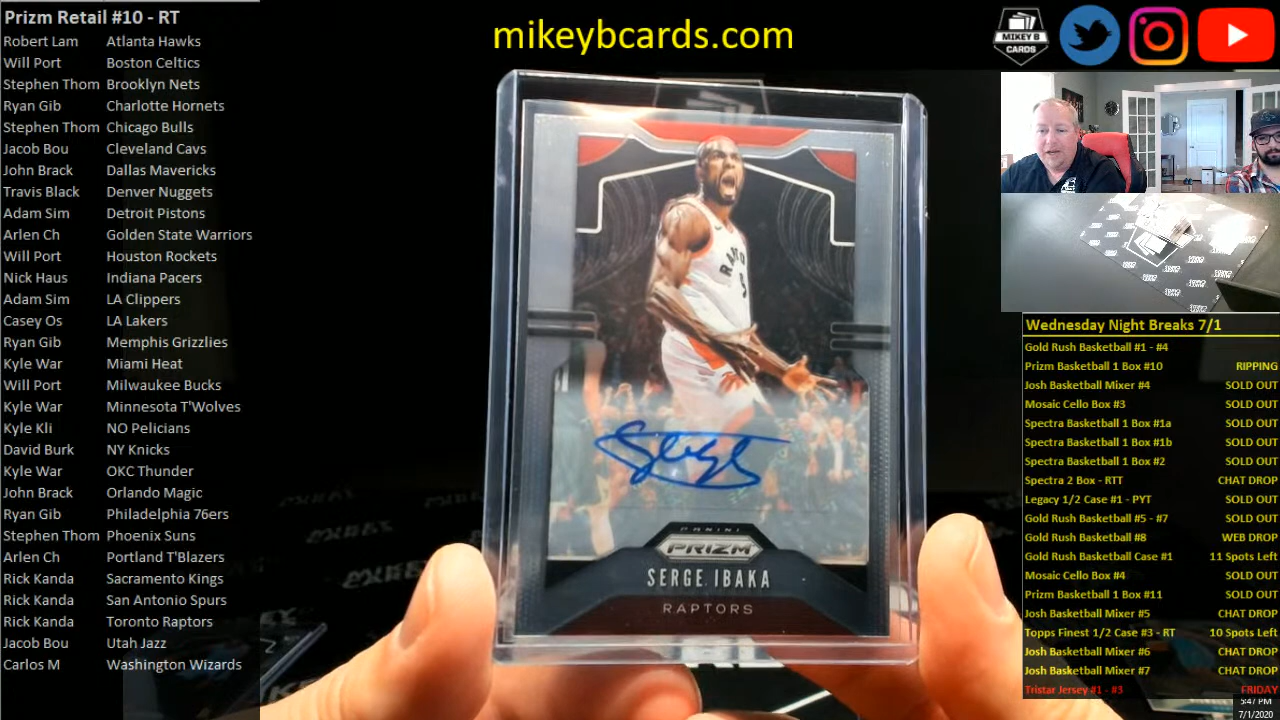 Prizm Retail #10 - RT
Robert Lam Atlanta Hawks
Will Port Boston Celtics
Stephen Thom Brooklyn Nets
Ryan Gib Charlotte Hornets
Stephen Thom Chicago Bulls
Jacob Bou Cleveland Cavs
John Brack Dallas Mavericks
Travis Black Denver Nuggets
Adam Sim Detroit Pistons
Arlen Ch Golden State Warriors
Will Port Houston Rockets
Nick Haus Indiana Pacers
Adam Sim LA Clippers
Casey Os LA Lakers
Ryan Gib Memphis Grizzlies
Kyle War Miami Heat
Will Port Milwaukee Bucks
Kyle War Minnesota T'Wolves
Kyle Kli NO Pelicians
David Burk NY Knicks
Kyle War OKC Thunder
John Brack Orlando Magic
Ryan Gib Philadelphia 76ers
Stephen Thom Phoenix Suns
Arlen Ch Portland T'Blazers
Rick Kanda Sacramento Kings
Rick Kanda San Antonio Spurs
Rick Kanda Toronto Raptors
Jacob Bou Utah Jazz
Carlos M Washington Wizards
mikeybcards.com
MIKEY B
CARDS
PANINI
PRIZM
SERGE IBAKA
RAPTORS
Wednesday Night Breaks 7/1
Gold Rush Basketball #1 - #4
Prizm Basketball 1 Box #10 RIPPING
Josh Basketball Mixer #4 SOLD OUT
Mosaic Cello Box #3 SOLD OUT
Spectra Basketball 1 Box #1a SOLD OUT
Spectra Basketball 1 Box #1b SOLD OUT
Spectra Basketball 1 Box #2 SOLD OUT
Spectra 2 Box - RTT CHAT DROP
Legacy 1/2 Case #1 - PYT SOLD OUT
Gold Rush Basketball #5 - #7 SOLD OUT
Gold Rush Basketball #8 WEB DROP
Gold Rush Basketball Case #1 11 Spots Left
Mosaic Cello Box #4 SOLD OUT
Prizm Basketball 1 Box #11 SOLD OUT
Josh Basketball Mixer #5 CHAT DROP
Topps Finest 1/2 Case #3 - RT 10 Spots Left
Josh Basketball Mixer #6 CHAT DROP
Josh Basketball Mixer #7 CHAT DROP
Tristar Jersey #1 - #3 FRIDAY
5:47 PM
7/1/2020